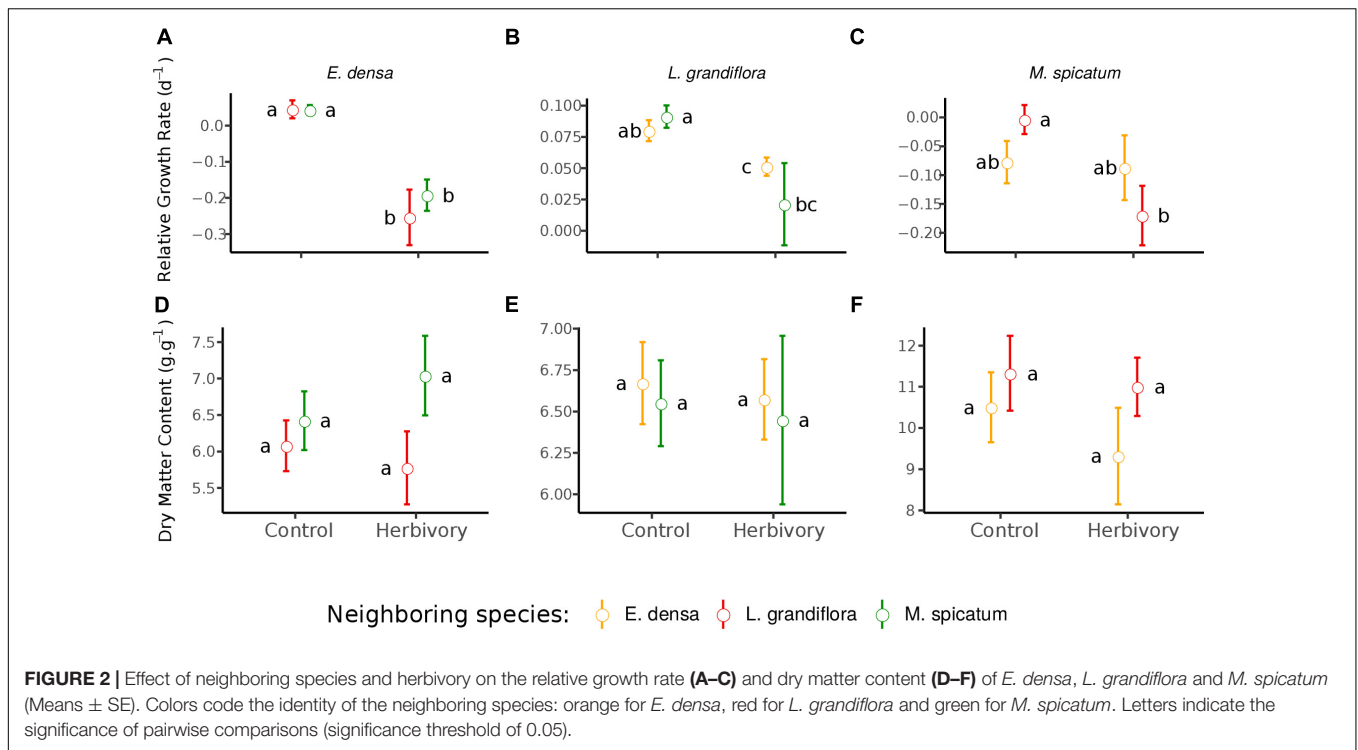 A
B
C
E. densa
L. grandiflora
M. spicatum
Relative Growth Rate (d⁻¹)
0.0
−0.1
−0.2
−0.3
a
a
b
b
0.100
0.075
0.050
0.025
0.000
ab
a
c
bc
0.00
−0.05
−0.10
−0.15
−0.20
ab
a
ab
b
D
E
F
Dry Matter Content (g.g⁻¹)
7.5
7.0
6.5
6.0
5.5
a
a
a
a
Control
Herbivory
7.00
6.75
6.50
6.25
6.00
a
a
a
a
Control
Herbivory
12
11
10
9
8
a
a
a
a
Control
Herbivory
Neighboring species: E. densa L. grandiflora M. spicatum
FIGURE 2 | Effect of neighboring species and herbivory on the relative growth rate (A–C) and dry matter content (D–F) of E. densa, L. grandiflora and M. spicatum
(Means ± SE). Colors code the identity of the neighboring species: orange for E. densa, red for L. grandiflora and green for M. spicatum. Letters indicate the
significance of pairwise comparisons (significance threshold of 0.05).